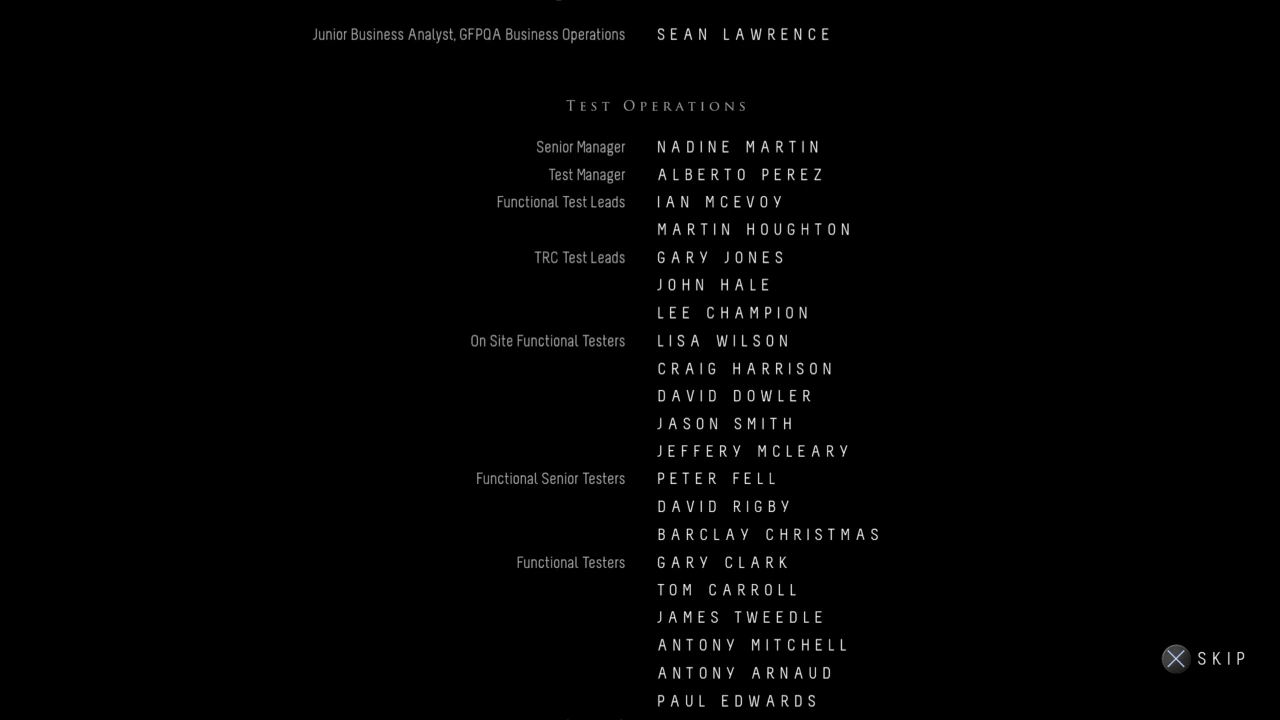 Junior Business Analyst, GFPQA Business Operations SEAN LAWRENCE
TEST OPERATIONS
Senior Manager NADINE MARTIN
Test Manager ALBERTO PEREZ
Functional Test Leads IAN MCEVOY
MARTIN HOUGHTON
TRC Test Leads GARY JONES
JOHN HALE
LEE CHAMPION
On Site Functional Testers LISA WILSON
CRAIG HARRISON
DAVID DOWLER
JASON SMITH
JEFFERY MCLEARY
Functional Senior Testers PETER FELL
DAVID RIGBY
BARCLAY CHRISTMAS
Functional Testers GARY CLARK
TOM CARROLL
JAMES TWEEDLE
ANTONY MITCHELL
SKIP
ANTONY ARNAUD
PAUL EDWARDS